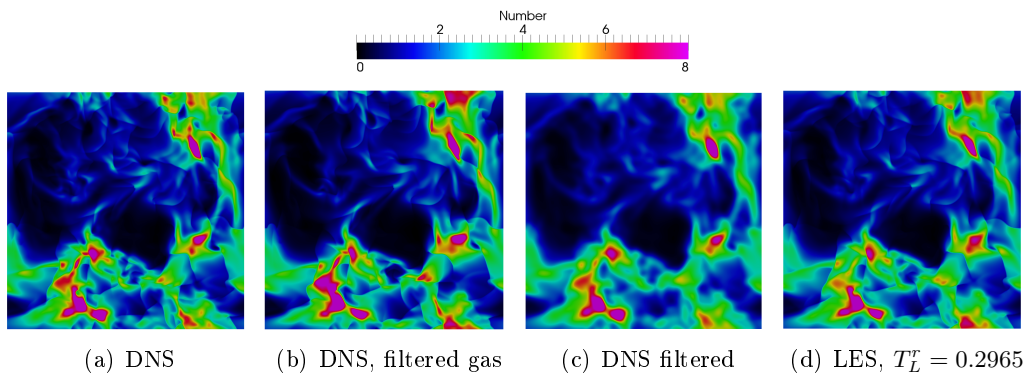 Number
2 4 6
0 8
(a) DNS (b) DNS, filtered gas (c) DNS filtered (d) LES, $T_L^r = 0.2965$